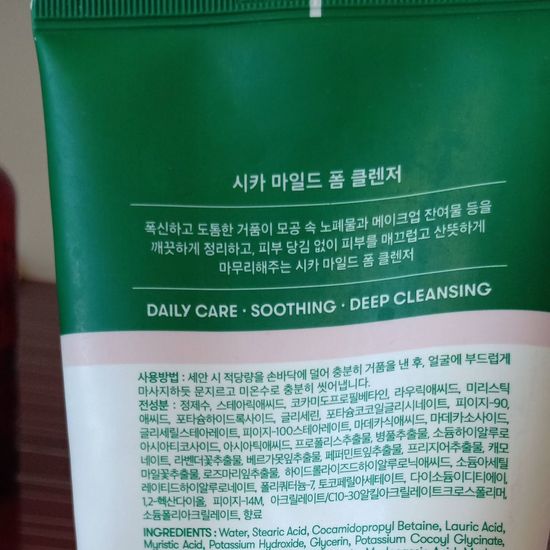 시카 마일드 폼 클렌저
폭신하고 도톰한 거품이 모공 속 노폐물과 메이크업 잔여물 등을
깨끗하게 정리하고, 피부 당김 없이 피부를 매끄럽고 산뜻하게
마무리해주는 시카 마일드 폼 클렌저
DAILY CARE · SOOTHING · DEEP CLEANSING
사용방법 : 세안 시 적당량을 손바닥에 덜어 충분히 거품을 낸 후, 얼굴에 부드럽게
마사지하듯 문지르고 미온수로 충분히 씻어냅니다.
전성분 : 정제수, 스테아릭애씨드, 코카미도프로필베타인, 라우릭애씨드, 미리스틱
애씨드, 포타슘하이드록사이드, 글리세린, 포타슘코코일글리시네이트, 피이지-90,
글리세릴스테아레이트, 피이지-100스테아레이트, 마데카식애씨드, 마데카소사이드,
아시아티코사이드, 아시아틱애씨드, 프로폴리스추출물, 병풀추출물, 소듐하이알루로
네이트, 라벤더꽃추출물, 베르가못잎추출물, 페퍼민트잎추출물, 프리지어추출물, 캐모
마일꽃추출물, 로즈마리잎추출물, 하이드롤라이즈드하이알루로닉애씨드, 소듐아세틸
레이티드하이알루로네이트, 폴리쿼터늄-7, 토코페릴아세테이트, 다이소듐이디티에이,
1,2-헥산다이올, 피이지-14M, 아크릴레이트/C10-30알킬아크릴레이트크로스폴리머,
소듐폴리아크릴레이트, 향료
INGREDIENTS : Water, Stearic Acid, Cocamidopropyl Betaine, Lauric Acid,
Myristic Acid, Potassium Hydroxide, Glycerin, Potassium Cocoyl Glycinate,